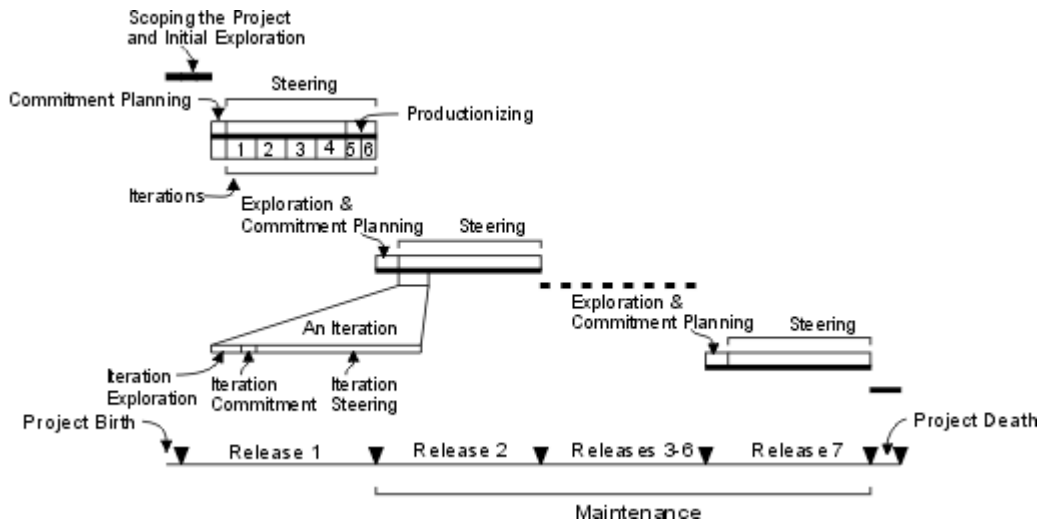 Scoping the Project
and Initial Exploration
Steering
Commitment Planning
Productionizing
1 2 3 4 5 6
Iterations
Exploration &
Commitment Planning
Steering
An Iteration
Exploration &
Commitment Planning
Steering
Iteration
Exploration
Iteration
Commitment
Iteration
Steering
Project Birth
Project Death
Release 1
Release 2
Releases 3-6
Release 7
Maintenance